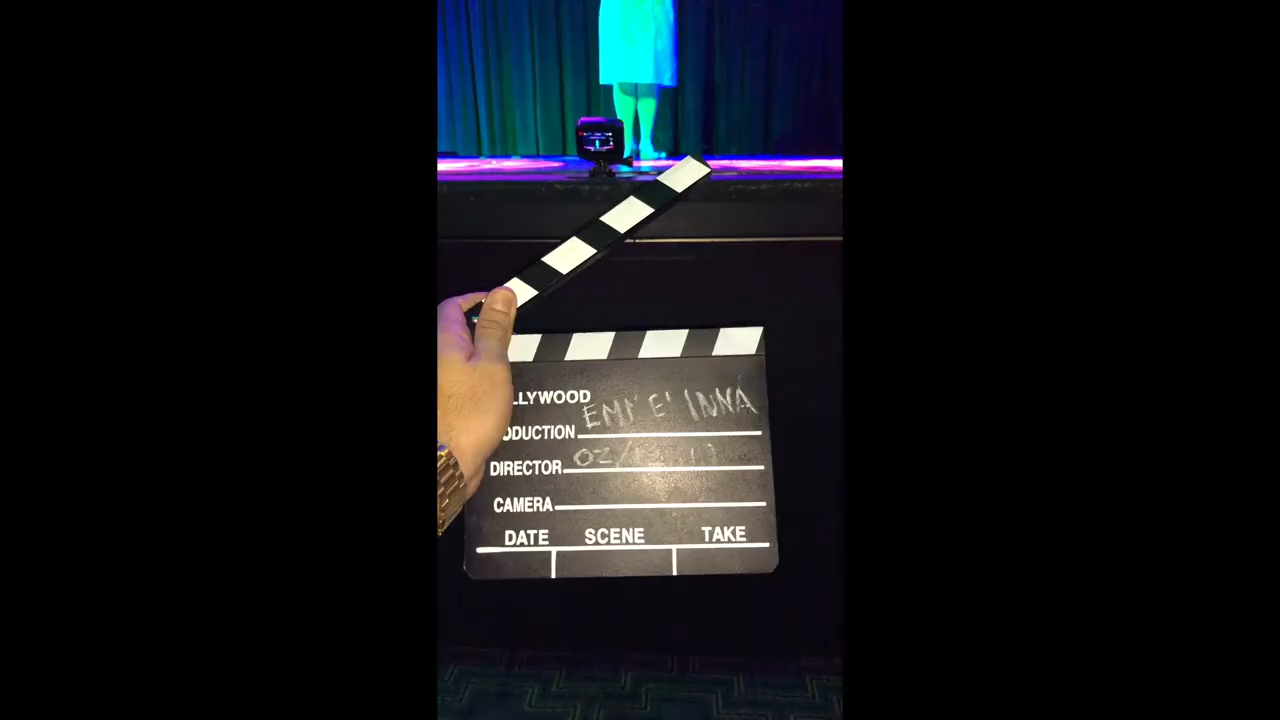 LLYWOOD
EMI E' INNA
ODUCTION
DIRECTOR
CAMERA
DATE SCENE TAKE